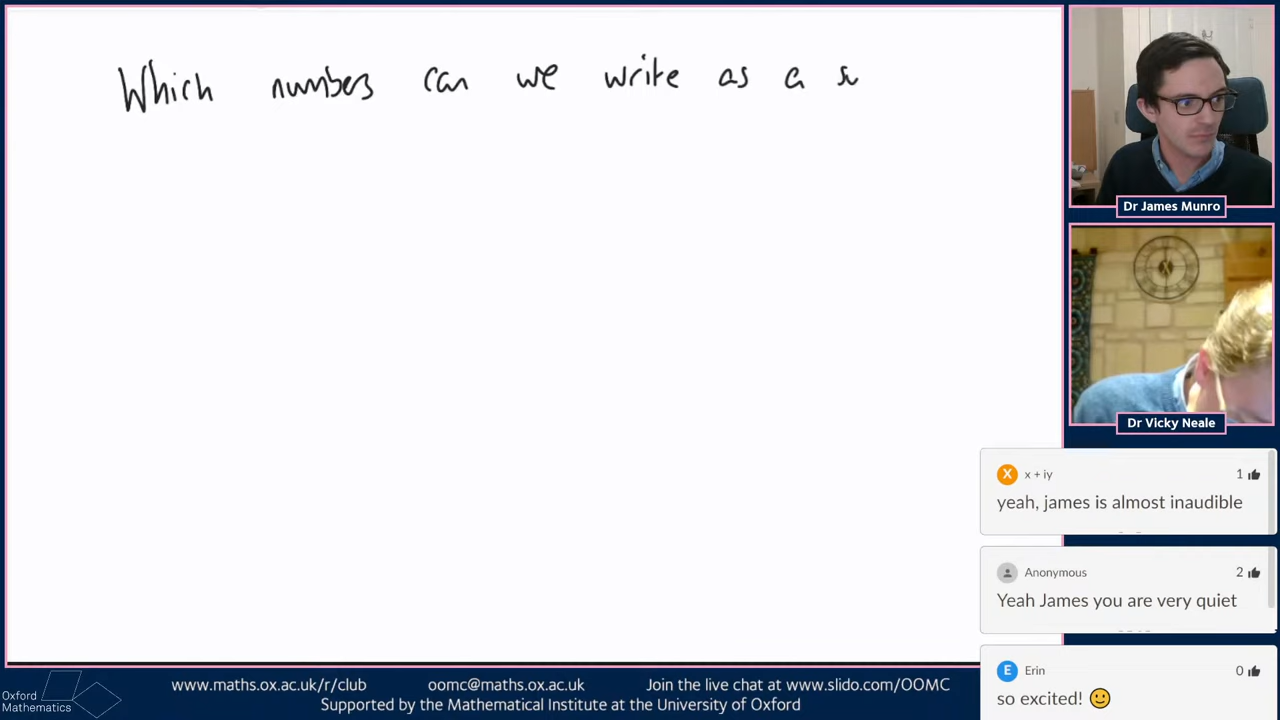 Which numbers can we write as a su
Dr James Munro
Dr Vicky Neale
X
x + iy
1
yeah, james is almost inaudible
Anonymous
2
Yeah James you are very quiet
E
Erin
0
so excited! 🙂
Oxford
Mathematics
www.maths.ox.ac.uk/r/club oomc@maths.ox.ac.uk Join the live chat at www.slido.com/OOMC
Supported by the Mathematical Institute at the University of Oxford